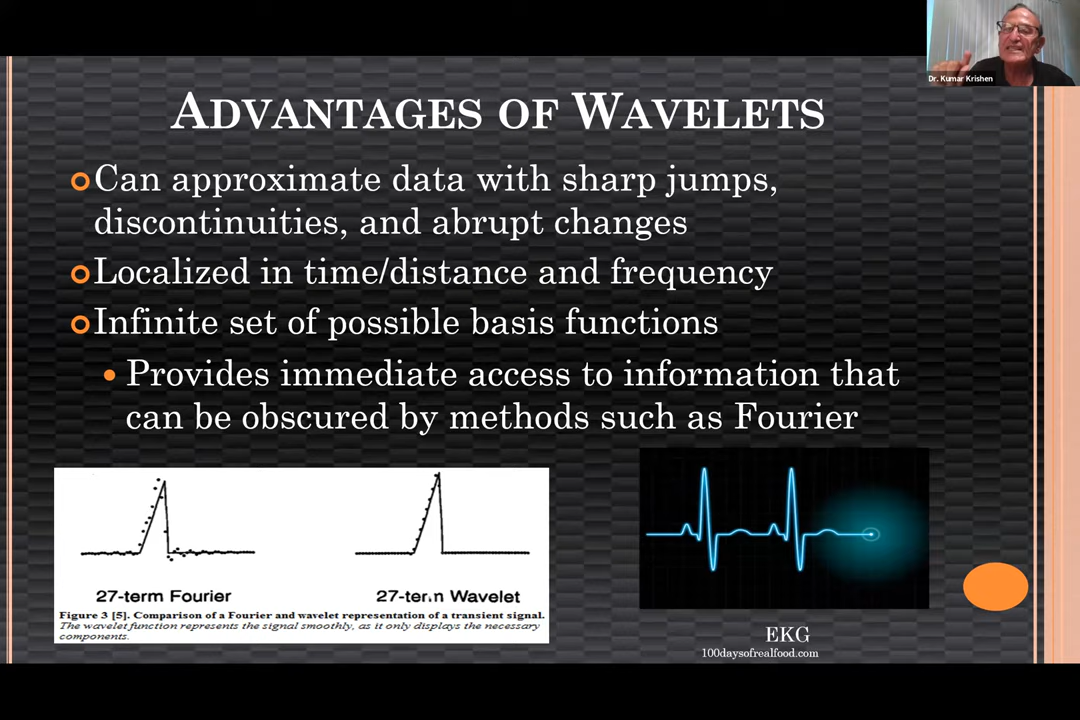 Dr. Kumar Krishen
ADVANTAGES OF WAVELETS
Can approximate data with sharp jumps,
discontinuities, and abrupt changes
Localized in time/distance and frequency
Infinite set of possible basis functions
Provides immediate access to information that
can be obscured by methods such as Fourier
27-term Fourier
27-term Wavelet
Figure 3 [5]. Comparison of a Fourier and wavelet representation of a transient signal.
The wavelet function represents the signal smoothly, as it only displays the necessary
components.
EKG
100daysofrealfood.com